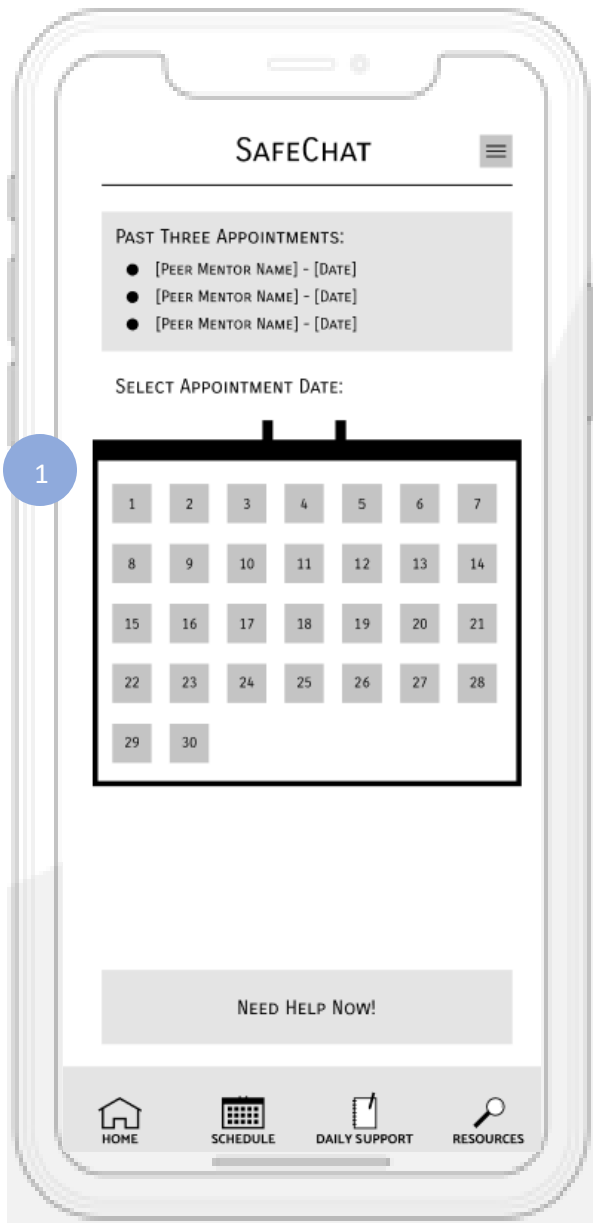 SafeChat
Past Three Appointments:
[Peer Mentor Name] - [Date]
[Peer Mentor Name] - [Date]
[Peer Mentor Name] - [Date]
Select Appointment Date:
1
1 2 3 4 5 6 7
8 9 10 11 12 13 14
15 16 17 18 19 20 21
22 23 24 25 26 27 28
29 30
Need Help Now!
HOME SCHEDULE DAILY SUPPORT RESOURCES